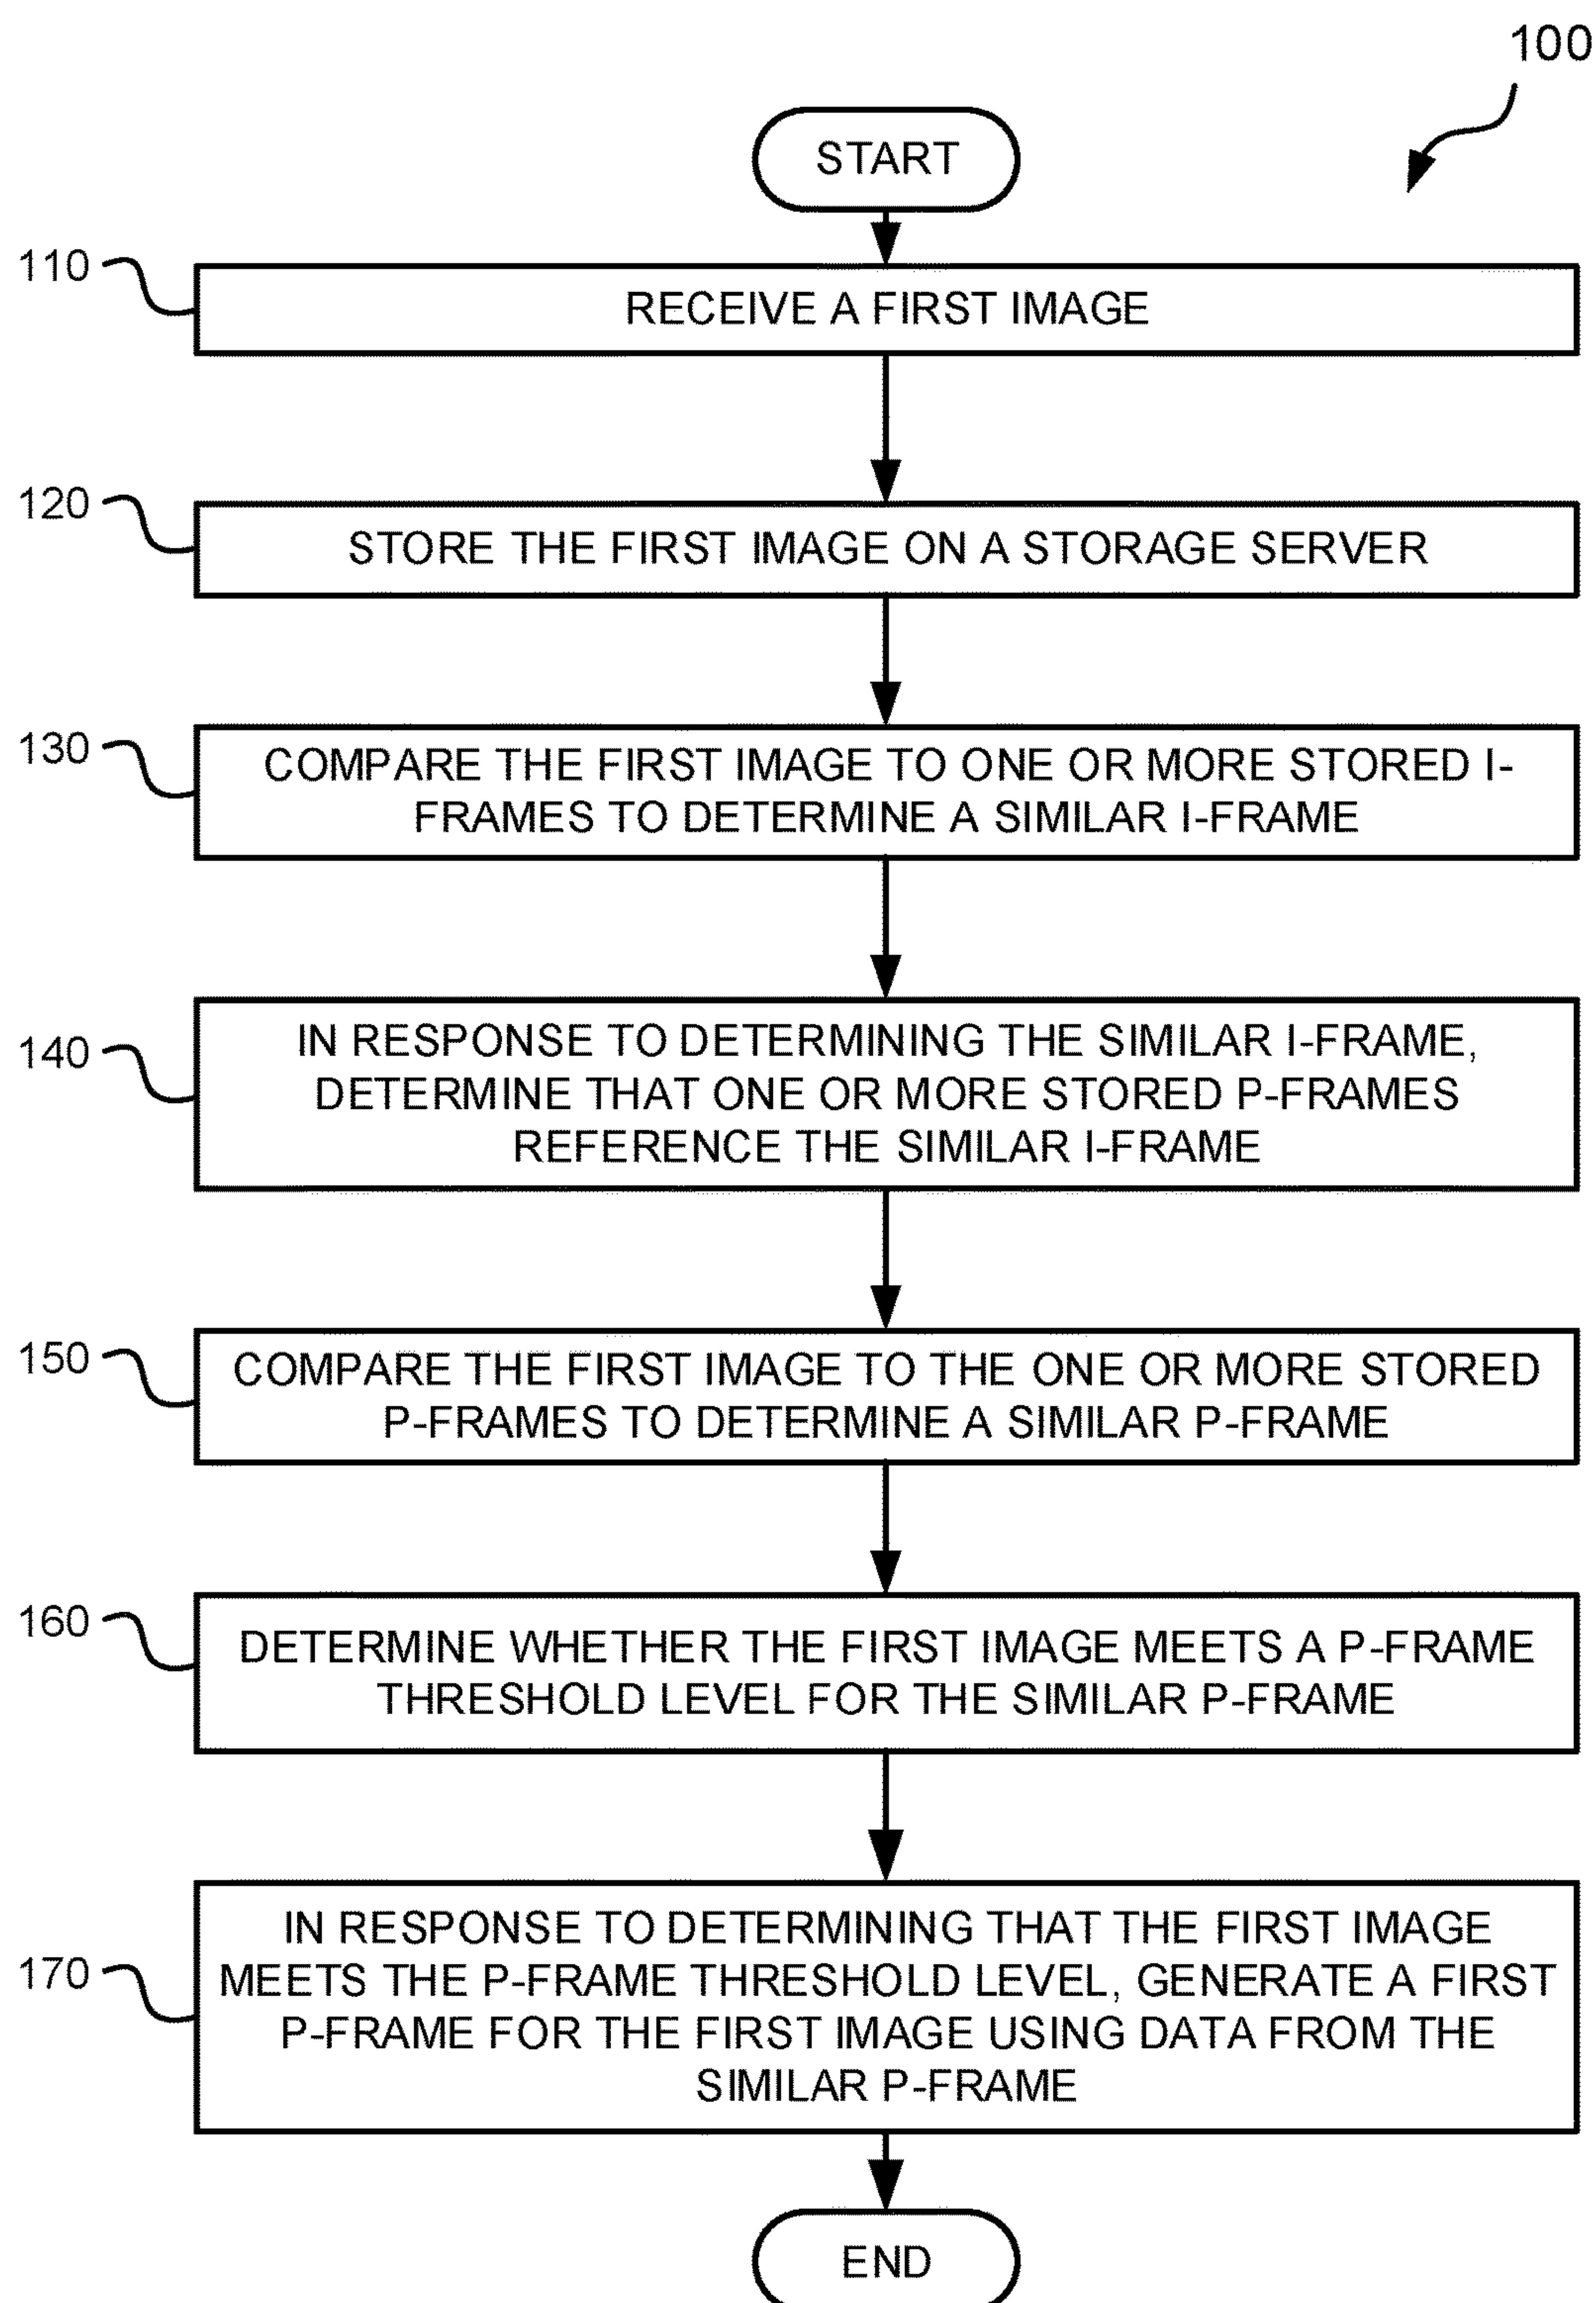 100
START
110
RECEIVE A FIRST IMAGE
120
STORE THE FIRST IMAGE ON A STORAGE SERVER
130
COMPARE THE FIRST IMAGE TO ONE OR MORE STORED I-
FRAMES TO DETERMINE A SIMILAR I-FRAME
140
IN RESPONSE TO DETERMINING THE SIMILAR I-FRAME,
DETERMINE THAT ONE OR MORE STORED P-FRAMES
REFERENCE THE SIMILAR I-FRAME
150
COMPARE THE FIRST IMAGE TO THE ONE OR MORE STORED
P-FRAMES TO DETERMINE A SIMILAR P-FRAME
160
DETERMINE WHETHER THE FIRST IMAGE MEETS A P-FRAME
THRESHOLD LEVEL FOR THE SIMILAR P-FRAME
170
IN RESPONSE TO DETERMINING THAT THE FIRST IMAGE
MEETS THE P-FRAME THRESHOLD LEVEL, GENERATE A FIRST
P-FRAME FOR THE FIRST IMAGE USING DATA FROM THE
SIMILAR P-FRAME
END